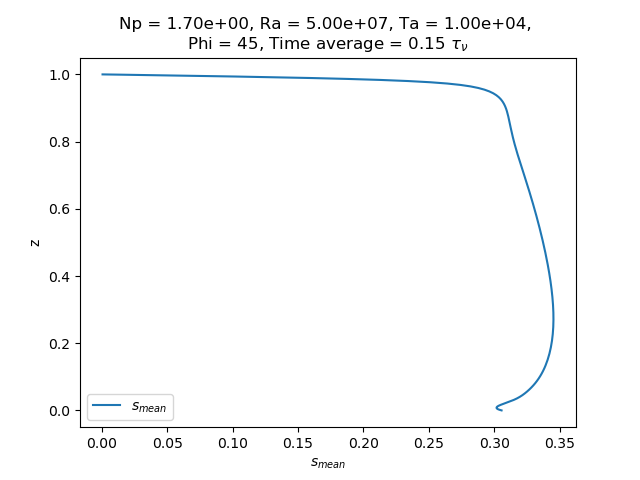 Np = 1.70e+00, Ra = 5.00e+07, Ta = 1.00e+04,
Phi = 45, Time average = 0.15 τ_ν
1.0
0.8
0.6
0.4
0.2
0.0
z
s_mean
0.00 0.05 0.10 0.15 0.20 0.25 0.30 0.35
s_mean